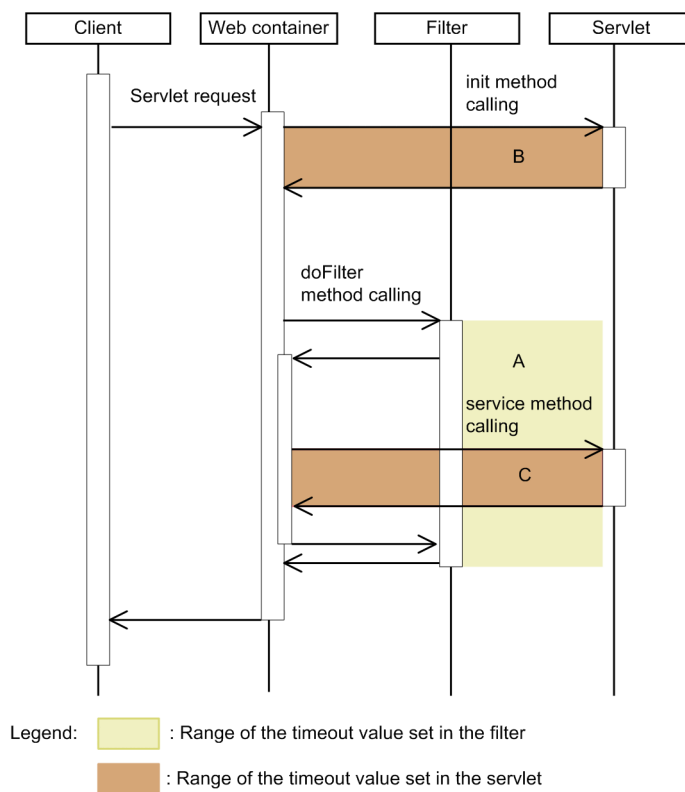 Client
Web container
Filter
Servlet
Servlet request
init method
calling
B
doFilter
method calling
A
service method
calling
C
Legend:
: Range of the timeout value set in the filter
: Range of the timeout value set in the servlet